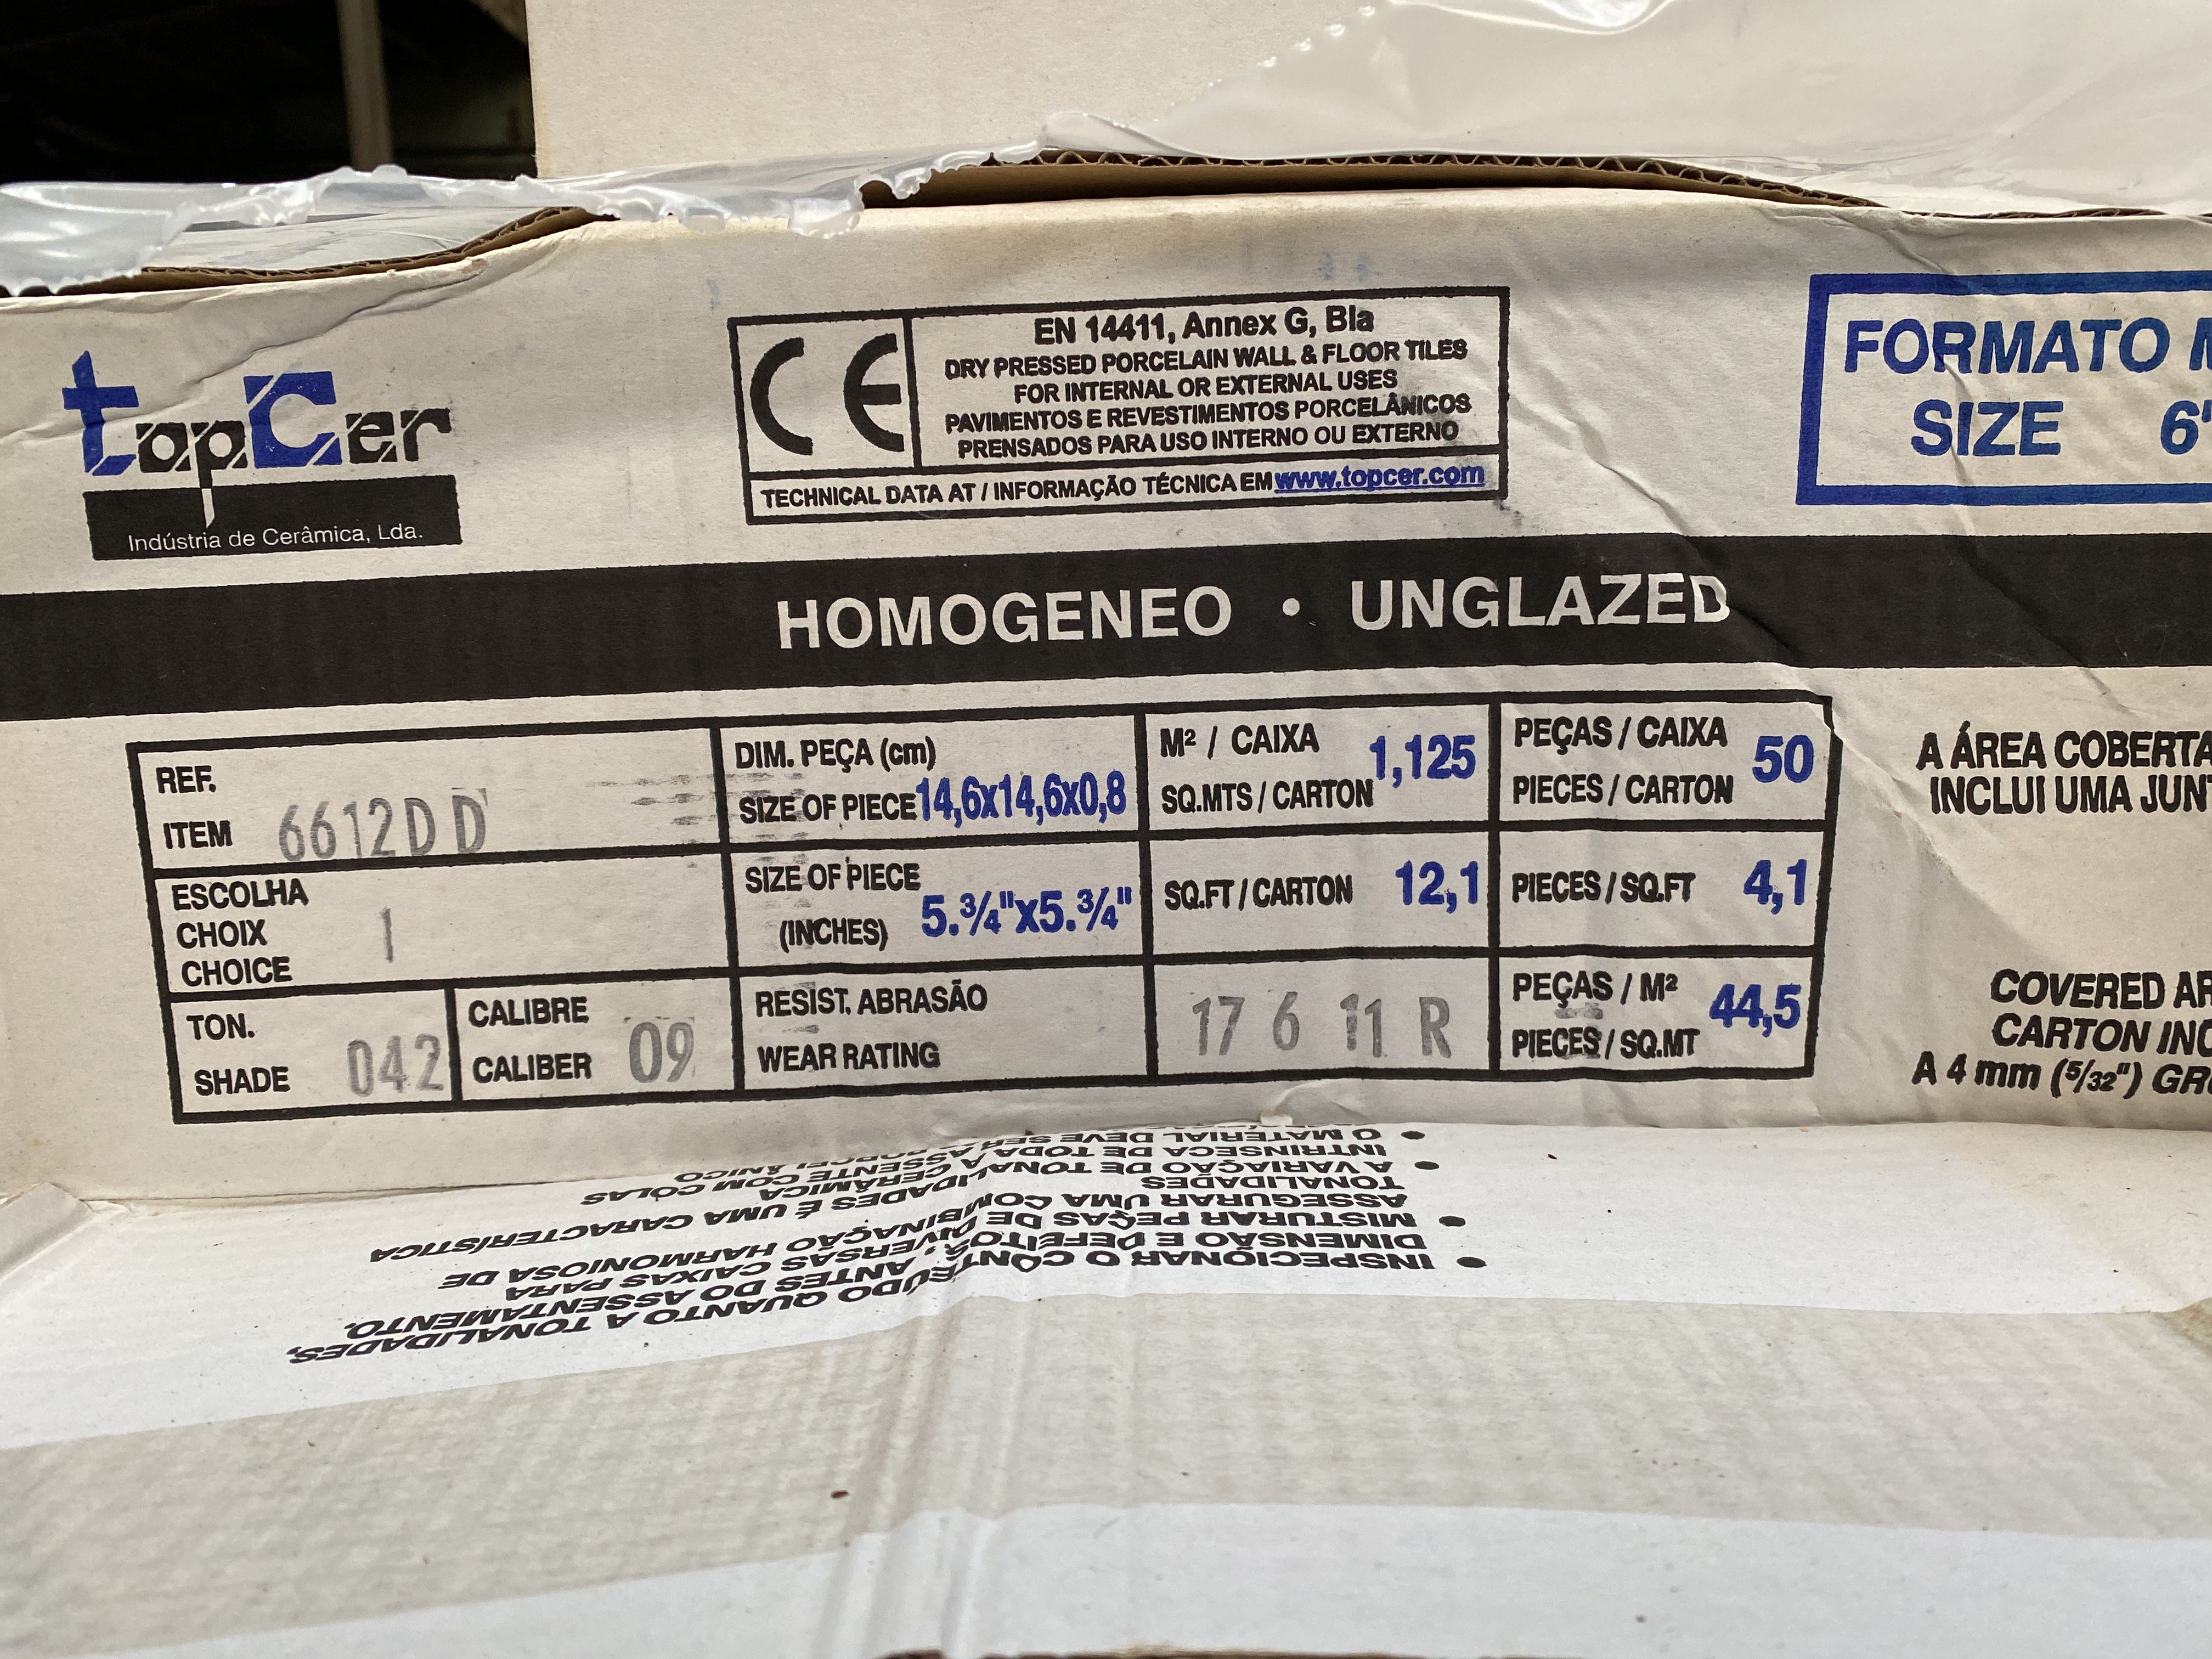 topCer
Indústria de Cerâmica, Lda.
CE
EN 14411, Annex G, BIa
DRY PRESSED PORCELAIN WALL & FLOOR TILES
FOR INTERNAL OR EXTERNAL USES
PAVIMENTOS E REVESTIMENTOS PORCELÂNICOS
PRENSADOS PARA USO INTERNO OU EXTERNO
TECHNICAL DATA AT / INFORMAÇÃO TÉCNICA EM www.topcer.com
FORMATO
SIZE 6"
HOMOGENEO • UNGLAZED
REF.
ITEM 6612DD
DIM. PEÇA (cm)
SIZE OF PIECE 14,6x14,6x0,8
M² / CAIXA
SQ.MTS / CARTON 1,125
PEÇAS / CAIXA
PIECES / CARTON 50
ESCOLHA
CHOIX 1
CHOICE
SIZE OF PIECE
(INCHES) 5.¾"x5.¾"
SQ.FT / CARTON 12,1
PIECES / SQ.FT 4,1
TON.
SHADE 042
CALIBRE
CALIBER 09
RESIST. ABRASÃO
WEAR RATING
17 6 11 R
PEÇAS / M²
PIECES / SQ.MT 44,5
A ÁREA COBERTA
INCLUI UMA
COVERED
CARTON
A 4 mm (5/32")
• INSPECIONAR O CONTEÚDO QUANTO A TONALIDADES,
DIMENSÃO E DEFEITOS, ANTES DO ASSENTAMENTO.
• MISTURAR PEÇAS DE DIVERSAS CAIXAS PARA
ASSEGURAR UMA COMBINAÇÃO HARMONIOSA DE
TONALIDADES
• A VARIAÇÃO DE TONALIDADES É UMA CARACTERÍSTICA
INTRINSECA DE TODA A CERÂMICA
• O MATERIAL DEVE SER ASSENTE COM COLAS